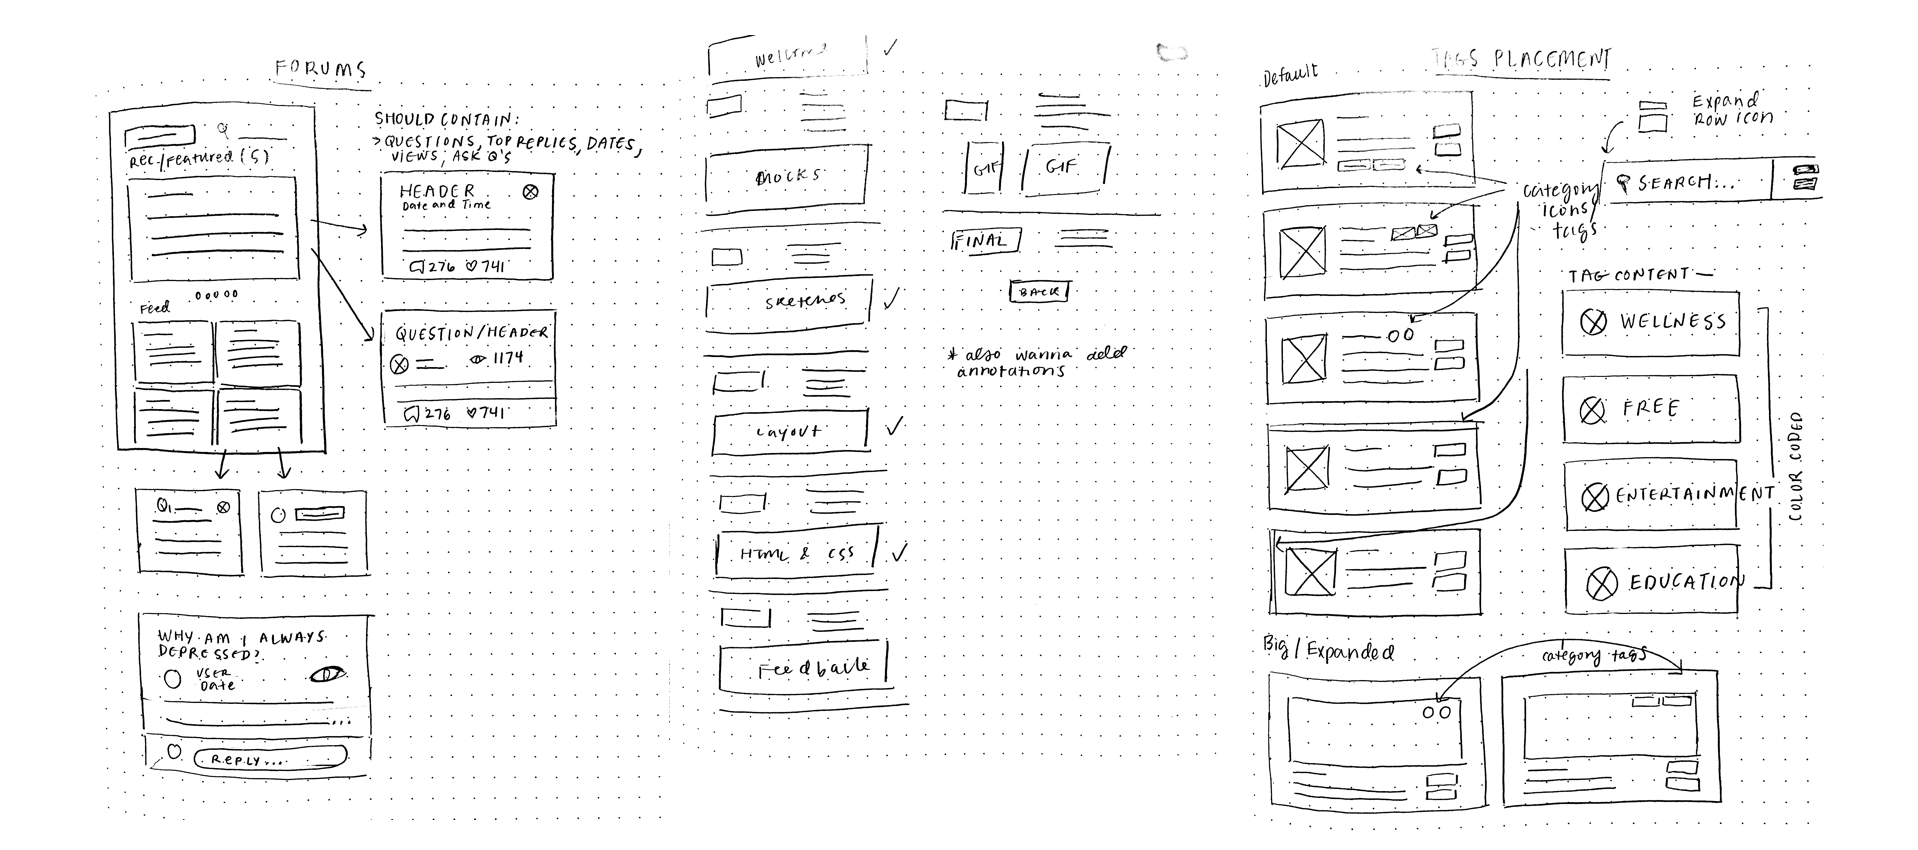 FORUMS
SHOULD CONTAIN:
> QUESTIONS, TOP REPLIES, DATES,
VIEWS, ASK Q'S
Rec./Featured (5)
HEADER
Date and Time
276 741
Feed
QUESTION/HEADER
1174
276 741
Q1
WHY AM I ALWAYS
DEPRESSED?
USER
Date
...
REPLY...
Welcome
MOCKS
Sketches
Layout
HTML & CSS
GIF GIF
FINAL
BACK
* also wanna add
annotations
TAGS PLACEMENT
Default
Expand
Row icon
SEARCH...
category
icons/
tags
TAG CONTENT—
WELLNESS
FREE
ENTERTAINMENT
EDUCATION
COLOR CODED
Big/Expanded
category tags